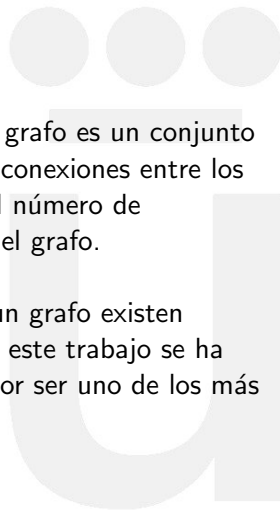 grafo es un conjunto
conexiones entre los
número de
el grafo.
un grafo existen
este trabajo se ha
por ser uno de los más